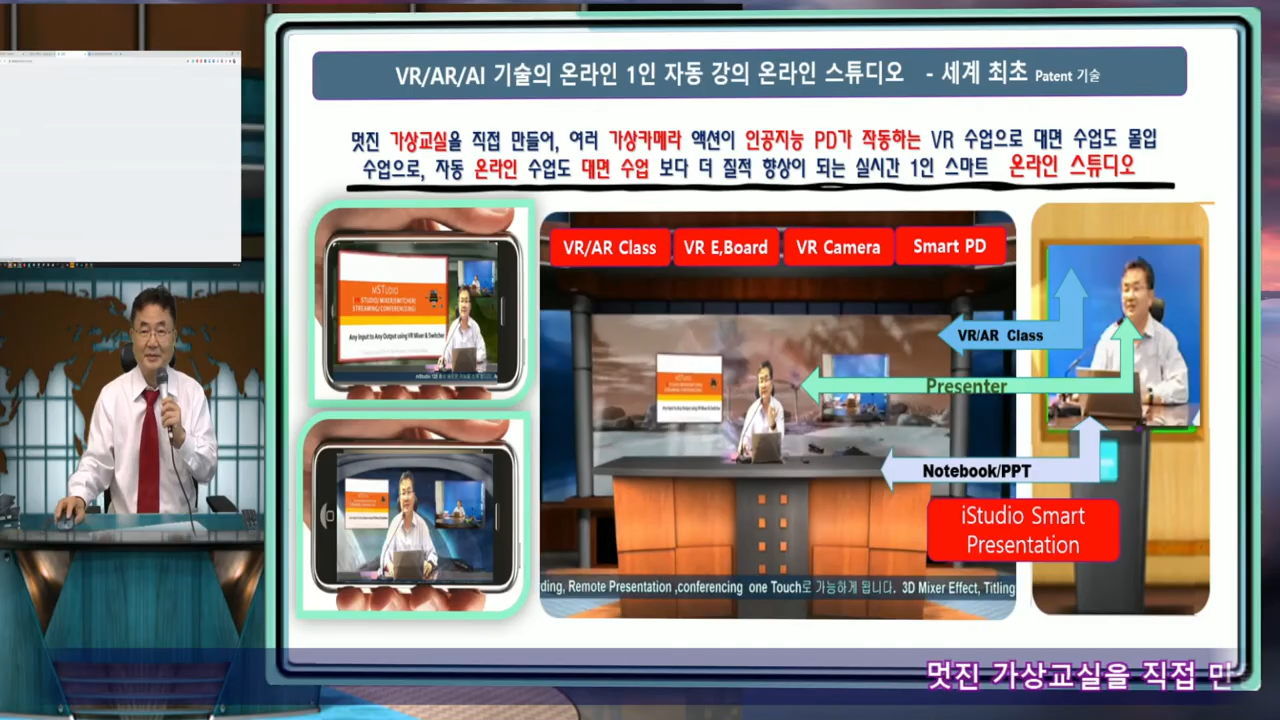 VR/AR/AI 기술의 온라인 1인 자동 강의 온라인 스튜디오 - 세계 최초 Patent 기술
멋진 가상교실을 직접 만들어, 여러 가상카메라 액션이 인공지능 PD가 작동하는 VR 수업으로 대면 수업도 몰입
수업으로, 자동 온라인 수업도 대면 수업 보다 더 질적 향상이 되는 실시간 1인 스마트 온라인 스튜디오
VR/AR Class
VR E,Board
VR Camera
Smart PD
STREAMING/CONFERENCING)
Any Input to Any Output using VR Mixer & Switcher
VR/AR Class
Presenter
Notebook/PPT
iStudio Smart
Presentation
ding, Remote Presentation ,conferencing one Touch로 가능하게 됩니다. 3D Mixer Effect, Titling
멋진 가상교실을 직접 만